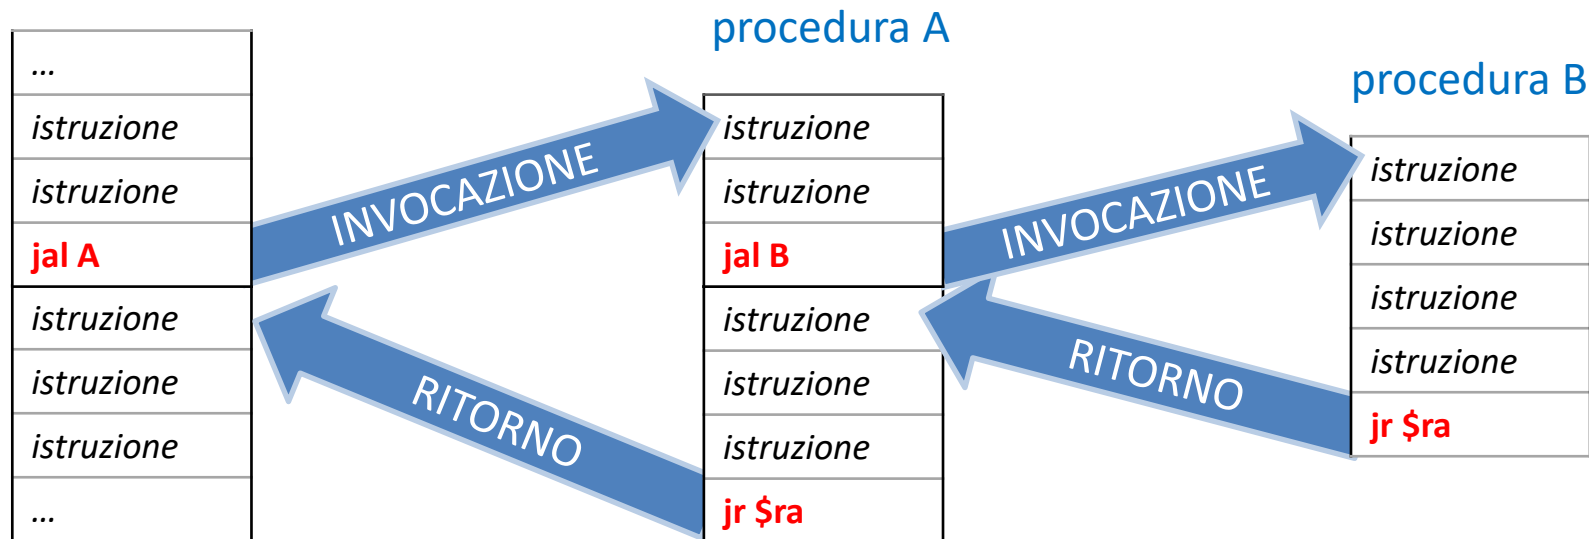 …
istruzione
istruzione
jal A
istruzione
istruzione
istruzione
…
INVOCAZIONE
RITORNO
procedura A
istruzione
istruzione
jal B
istruzione
istruzione
istruzione
jr $ra
INVOCAZIONE
RITORNO
procedura B
istruzione
istruzione
istruzione
istruzione
jr $ra